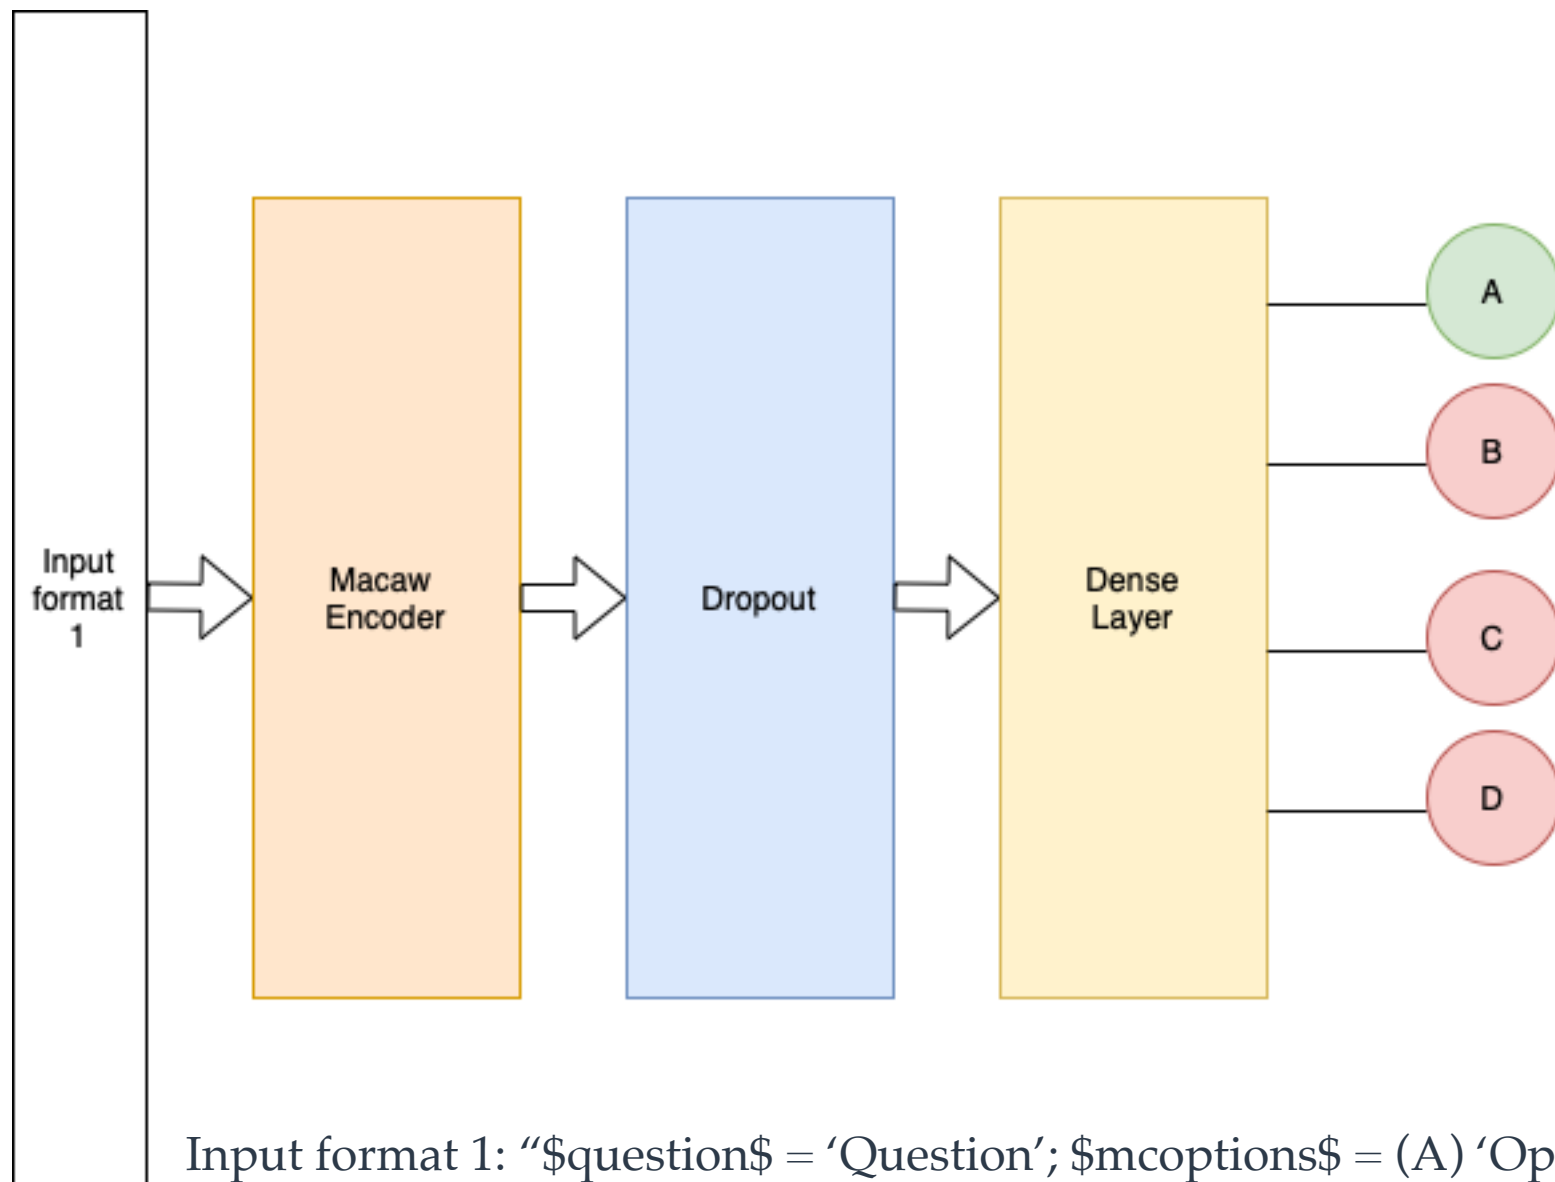 Input
format
1
Macaw
Encoder
Dropout
Dense
Layer
A
B
C
D
Input format 1: “$question$ = ‘Question’; $mcoptions$ = (A) ‘Op